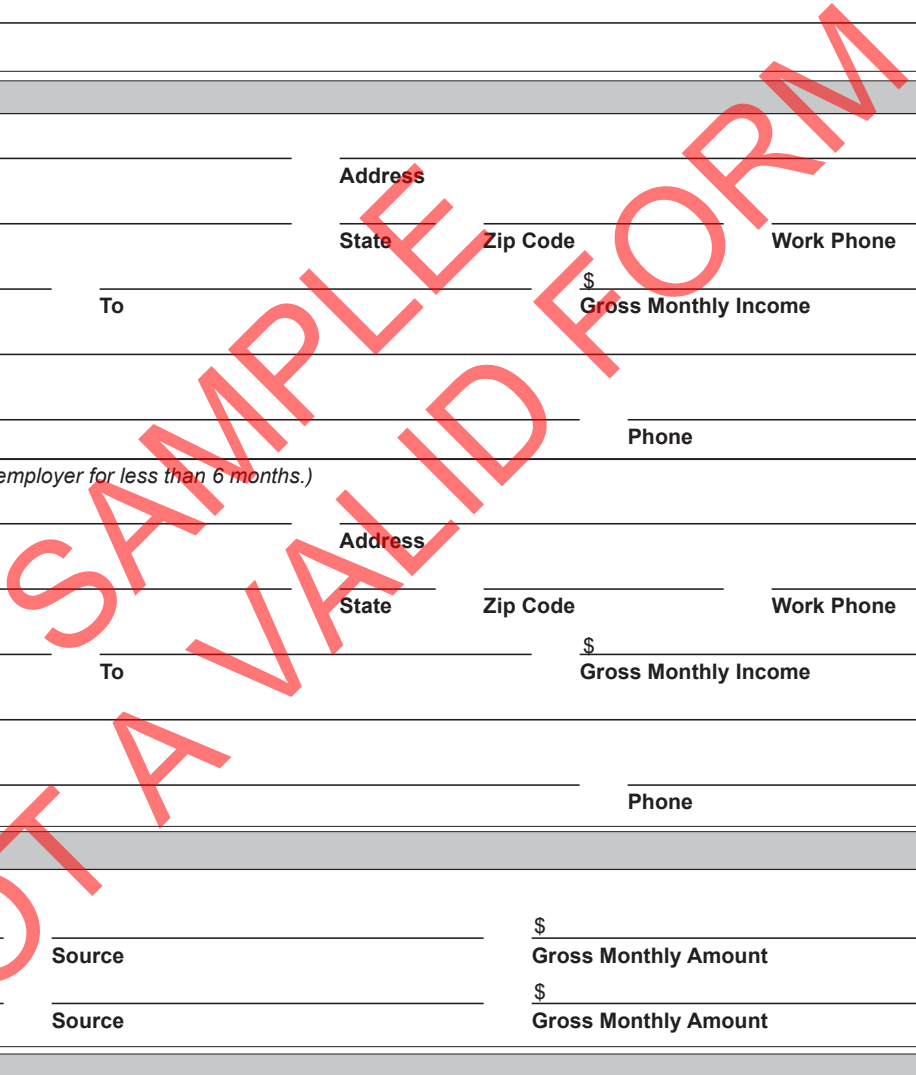 Address
State Zip Code Work Phone
$
To Gross Monthly Income
Phone
employer for less than 6 months.)
Address
State Zip Code Work Phone
$
To Gross Monthly Income
Phone
$
Source Gross Monthly Amount
$
Source Gross Monthly Amount
SAMPLE
OT A VALID FORM